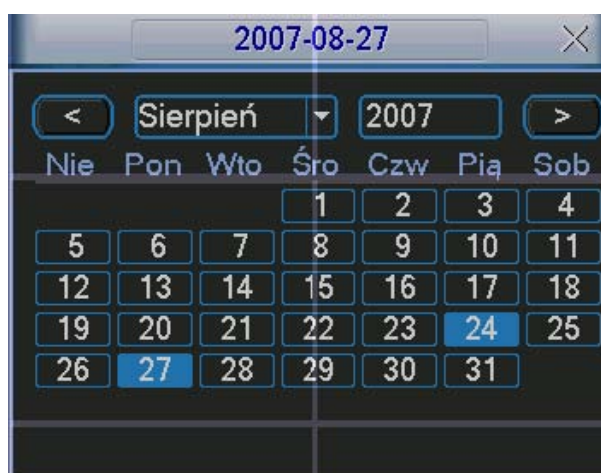 2007-08-27
< Sierpień 2007 >
Nie Pon Wto Śro Czw Pią Sob
1 2 3 4
5 6 7 8 9 10 11
12 13 14 15 16 17 18
19 20 21 22 23 24 25
26 27 28 29 30 31